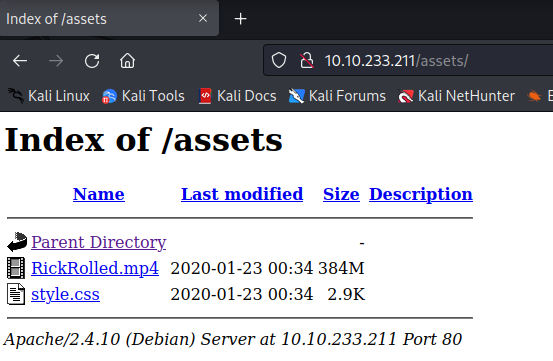 Index of /assets
10.10.233.211/assets/
Kali Linux Kali Tools Kali Docs Kali Forums Kali NetHunter
Index of /assets
Name Last modified Size Description
Parent Directory -
RickRolled.mp4 2020-01-23 00:34 384M
style.css 2020-01-23 00:34 2.9K
Apache/2.4.10 (Debian) Server at 10.10.233.211 Port 80